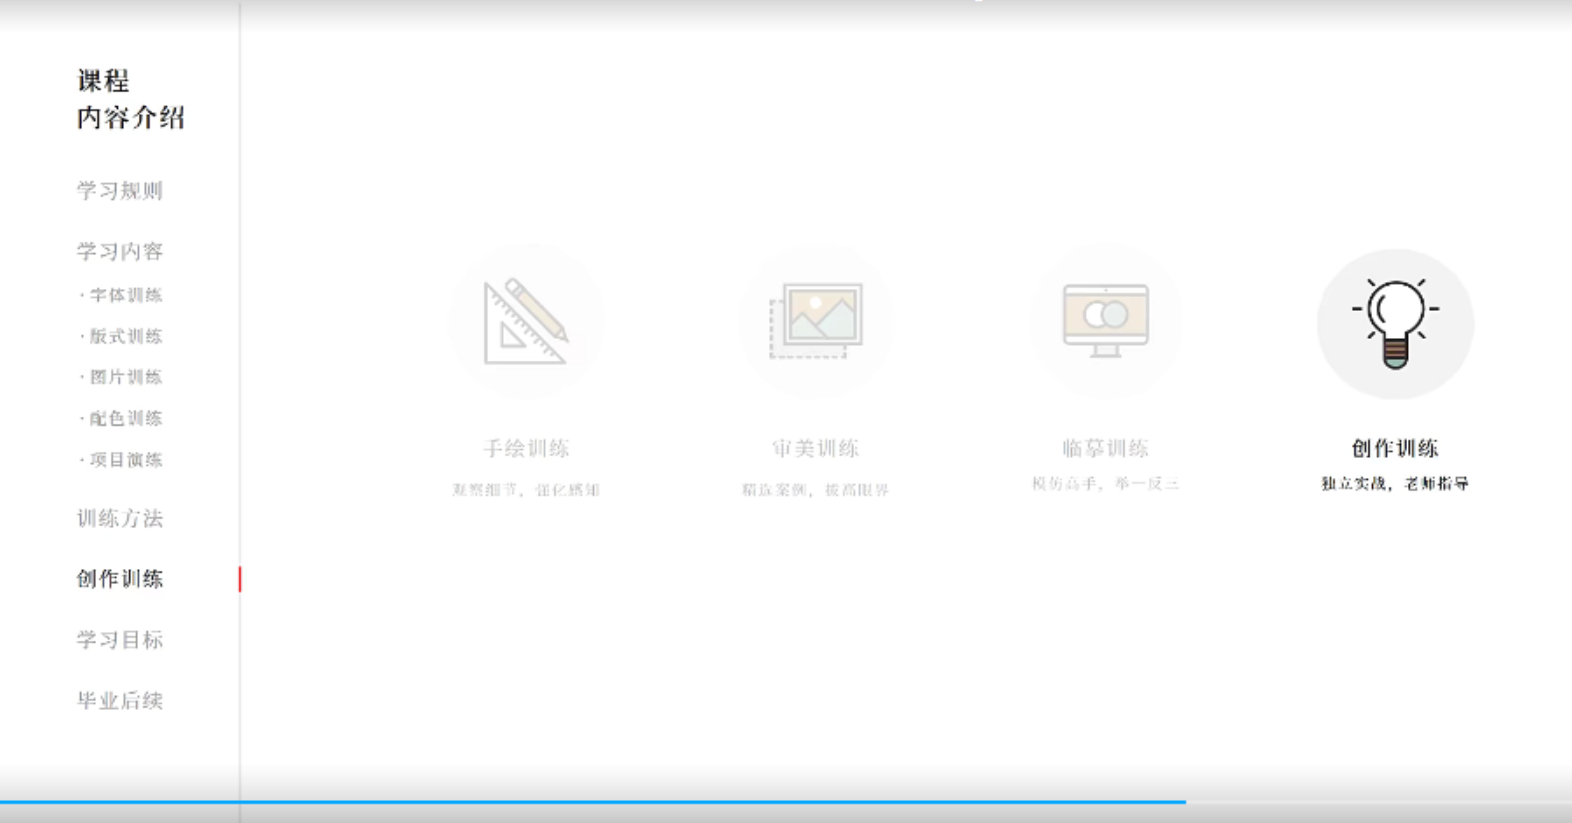 课程
内容介绍
学习规则
学习内容
· 字体训练
· 版式训练
· 图片训练
· 配色训练
· 项目演练
训练方法
创作训练
学习目标
毕业后续
手绘训练
观察细节，强化感知
审美训练
精选案例，拔高眼界
临摹训练
模仿高手，举一反三
创作训练
独立实战，老师指导